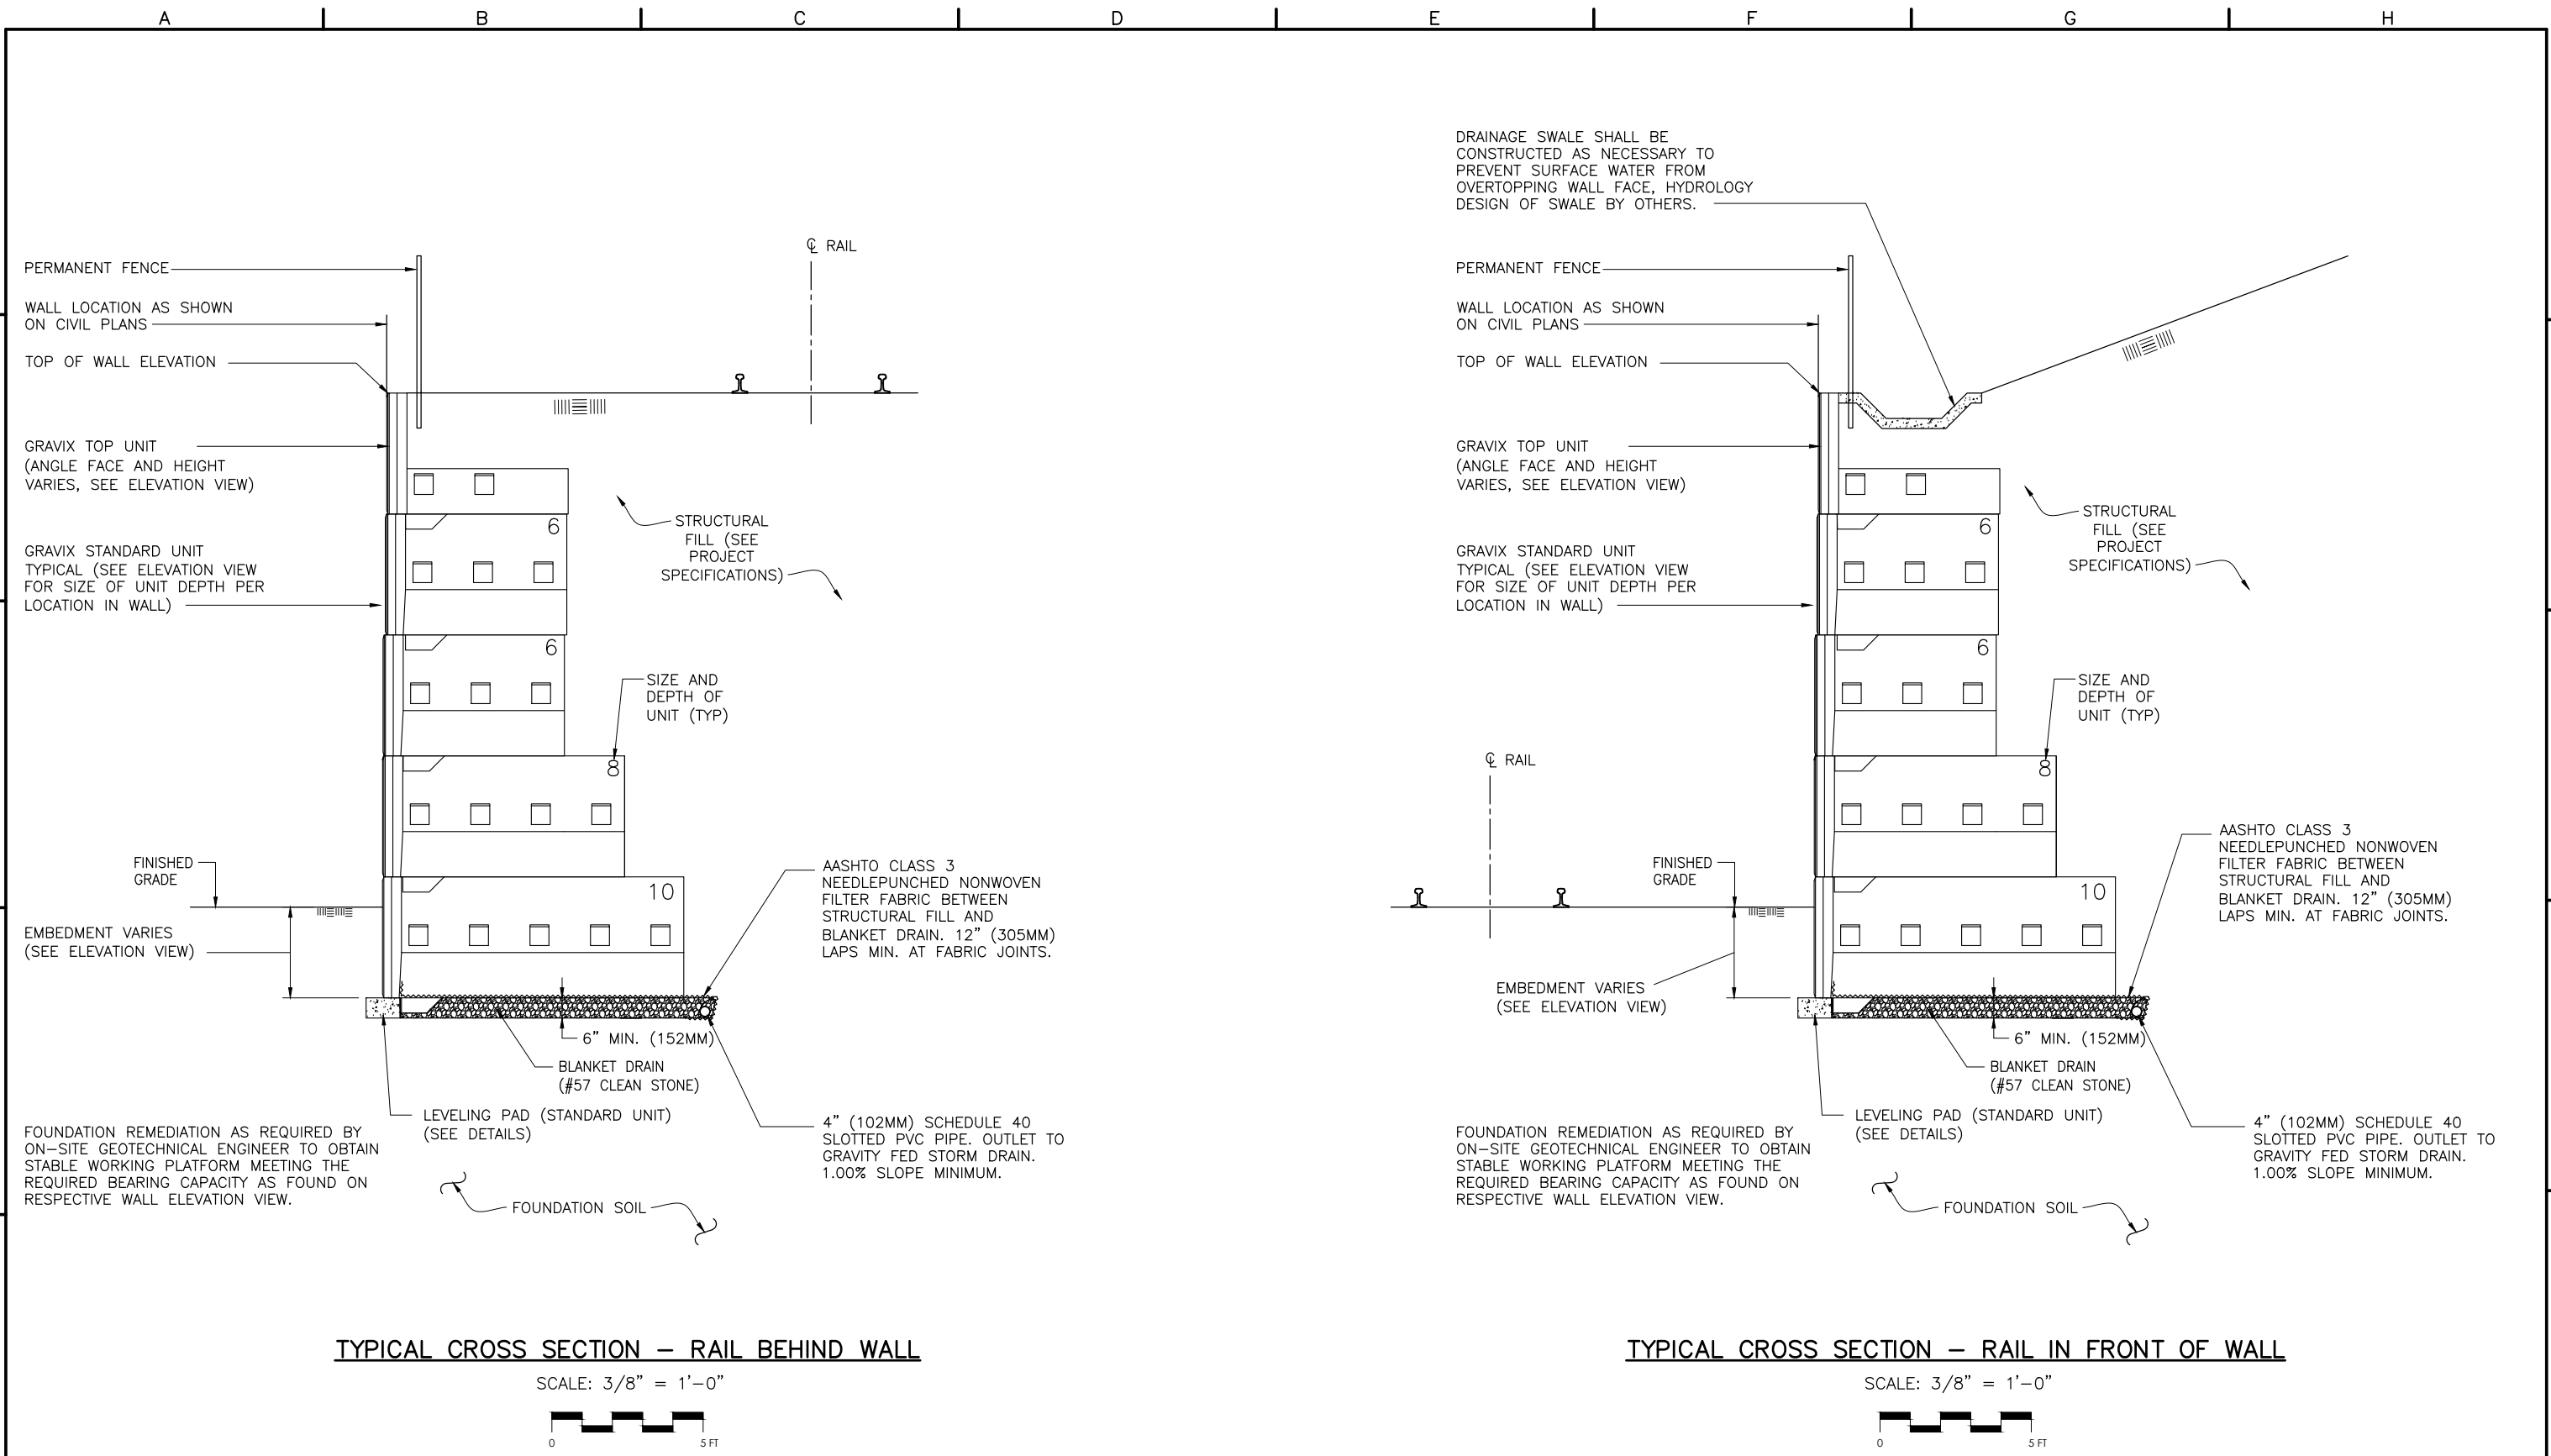 A B C D E F G H
℄ RAIL
PERMANENT FENCE
WALL LOCATION AS SHOWN
ON CIVIL PLANS
TOP OF WALL ELEVATION
GRAVIX TOP UNIT
(ANGLE FACE AND HEIGHT
VARIES, SEE ELEVATION VIEW)
GRAVIX STANDARD UNIT
TYPICAL (SEE ELEVATION VIEW
FOR SIZE OF UNIT DEPTH PER
LOCATION IN WALL)
6
6
8
10
STRUCTURAL
FILL (SEE
PROJECT
SPECIFICATIONS)
SIZE AND
DEPTH OF
UNIT (TYP)
FINISHED
GRADE
EMBEDMENT VARIES
(SEE ELEVATION VIEW)
AASHTO CLASS 3
NEEDLEPUNCHED NONWOVEN
FILTER FABRIC BETWEEN
STRUCTURAL FILL AND
BLANKET DRAIN. 12" (305MM)
LAPS MIN. AT FABRIC JOINTS.
6" MIN. (152MM)
BLANKET DRAIN
(#57 CLEAN STONE)
LEVELING PAD (STANDARD UNIT)
(SEE DETAILS)
4" (102MM) SCHEDULE 40
SLOTTED PVC PIPE. OUTLET TO
GRAVITY FED STORM DRAIN.
1.00% SLOPE MINIMUM.
FOUNDATION REMEDIATION AS REQUIRED BY
ON-SITE GEOTECHNICAL ENGINEER TO OBTAIN
STABLE WORKING PLATFORM MEETING THE
REQUIRED BEARING CAPACITY AS FOUND ON
RESPECTIVE WALL ELEVATION VIEW.
FOUNDATION SOIL
TYPICAL CROSS SECTION – RAIL BEHIND WALL
SCALE: 3/8" = 1'-0"
0 5 FT
DRAINAGE SWALE SHALL BE
CONSTRUCTED AS NECESSARY TO
PREVENT SURFACE WATER FROM
OVERTOPPING WALL FACE, HYDROLOGY
DESIGN OF SWALE BY OTHERS.
PERMANENT FENCE
WALL LOCATION AS SHOWN
ON CIVIL PLANS
TOP OF WALL ELEVATION
GRAVIX TOP UNIT
(ANGLE FACE AND HEIGHT
VARIES, SEE ELEVATION VIEW)
GRAVIX STANDARD UNIT
TYPICAL (SEE ELEVATION VIEW
FOR SIZE OF UNIT DEPTH PER
LOCATION IN WALL)
6
6
8
10
STRUCTURAL
FILL (SEE
PROJECT
SPECIFICATIONS)
SIZE AND
DEPTH OF
UNIT (TYP)
℄ RAIL
FINISHED
GRADE
EMBEDMENT VARIES
(SEE ELEVATION VIEW)
AASHTO CLASS 3
NEEDLEPUNCHED NONWOVEN
FILTER FABRIC BETWEEN
STRUCTURAL FILL AND
BLANKET DRAIN. 12" (305MM)
LAPS MIN. AT FABRIC JOINTS.
6" MIN. (152MM)
BLANKET DRAIN
(#57 CLEAN STONE)
LEVELING PAD (STANDARD UNIT)
(SEE DETAILS)
4" (102MM) SCHEDULE 40
SLOTTED PVC PIPE. OUTLET TO
GRAVITY FED STORM DRAIN.
1.00% SLOPE MINIMUM.
FOUNDATION REMEDIATION AS REQUIRED BY
ON-SITE GEOTECHNICAL ENGINEER TO OBTAIN
STABLE WORKING PLATFORM MEETING THE
REQUIRED BEARING CAPACITY AS FOUND ON
RESPECTIVE WALL ELEVATION VIEW.
FOUNDATION SOIL
TYPICAL CROSS SECTION – RAIL IN FRONT OF WALL
SCALE: 3/8" = 1'-0"
0 5 FT